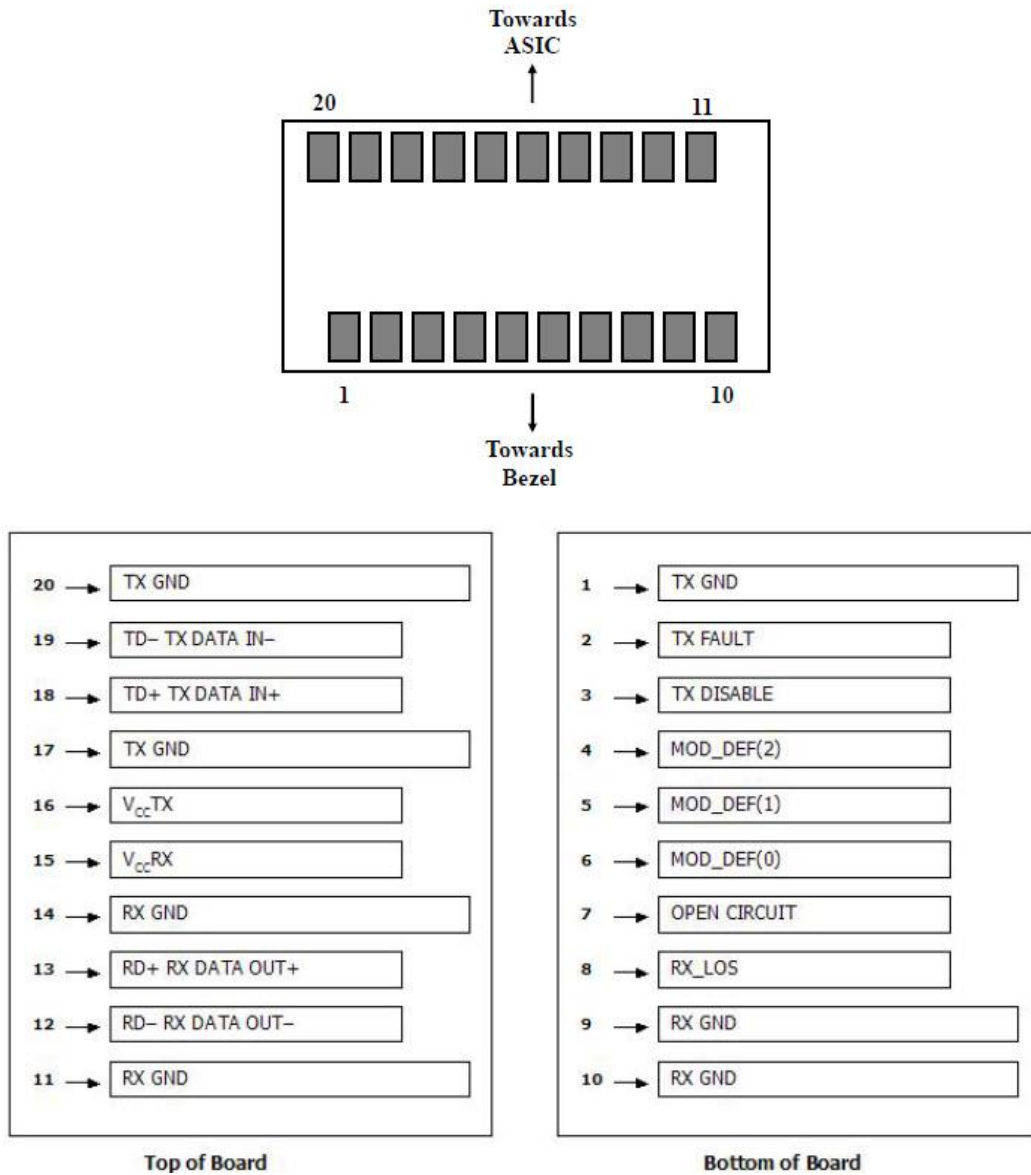 Towards
ASIC
20
11
1
10
Towards
Bezel
20 TX GND
19 TD– TX DATA IN–
18 TD+ TX DATA IN+
17 TX GND
16 VCCTX
15 VCCRX
14 RX GND
13 RD+ RX DATA OUT+
12 RD– RX DATA OUT–
11 RX GND
Top of Board
1 TX GND
2 TX FAULT
3 TX DISABLE
4 MOD_DEF(2)
5 MOD_DEF(1)
6 MOD_DEF(0)
7 OPEN CIRCUIT
8 RX_LOS
9 RX GND
10 RX GND
Bottom of Board